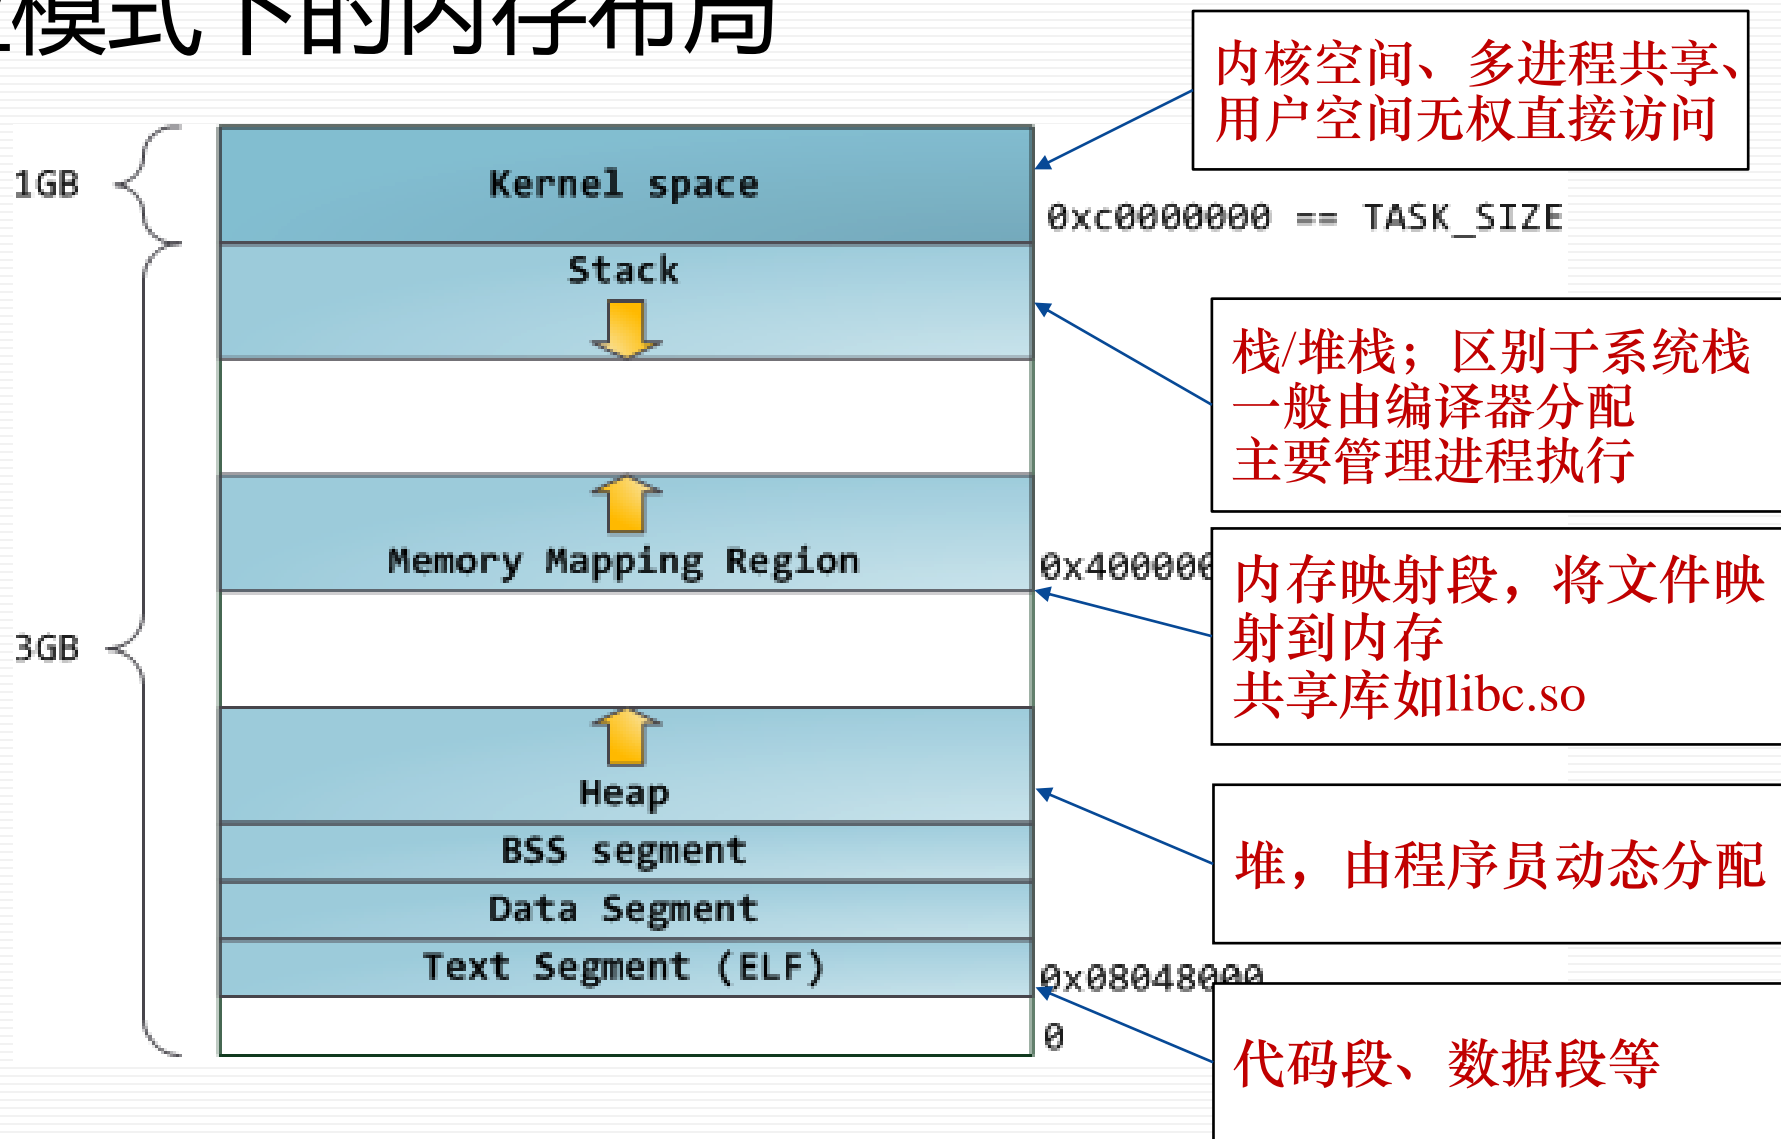 模式下的内存布局
内核空间、多进程共享、
用户空间无权直接访问
1GB
Kernel space
0xc0000000 == TASK_SIZE
Stack
栈/堆栈；区别于系统栈
一般由编译器分配
主要管理进程执行
Memory Mapping Region
0x400000
内存映射段，将文件映
射到内存
共享库如libc.so
3GB
Heap
堆，由程序员动态分配
BSS segment
Data Segment
Text Segment (ELF)
0x08048000
0
代码段、数据段等